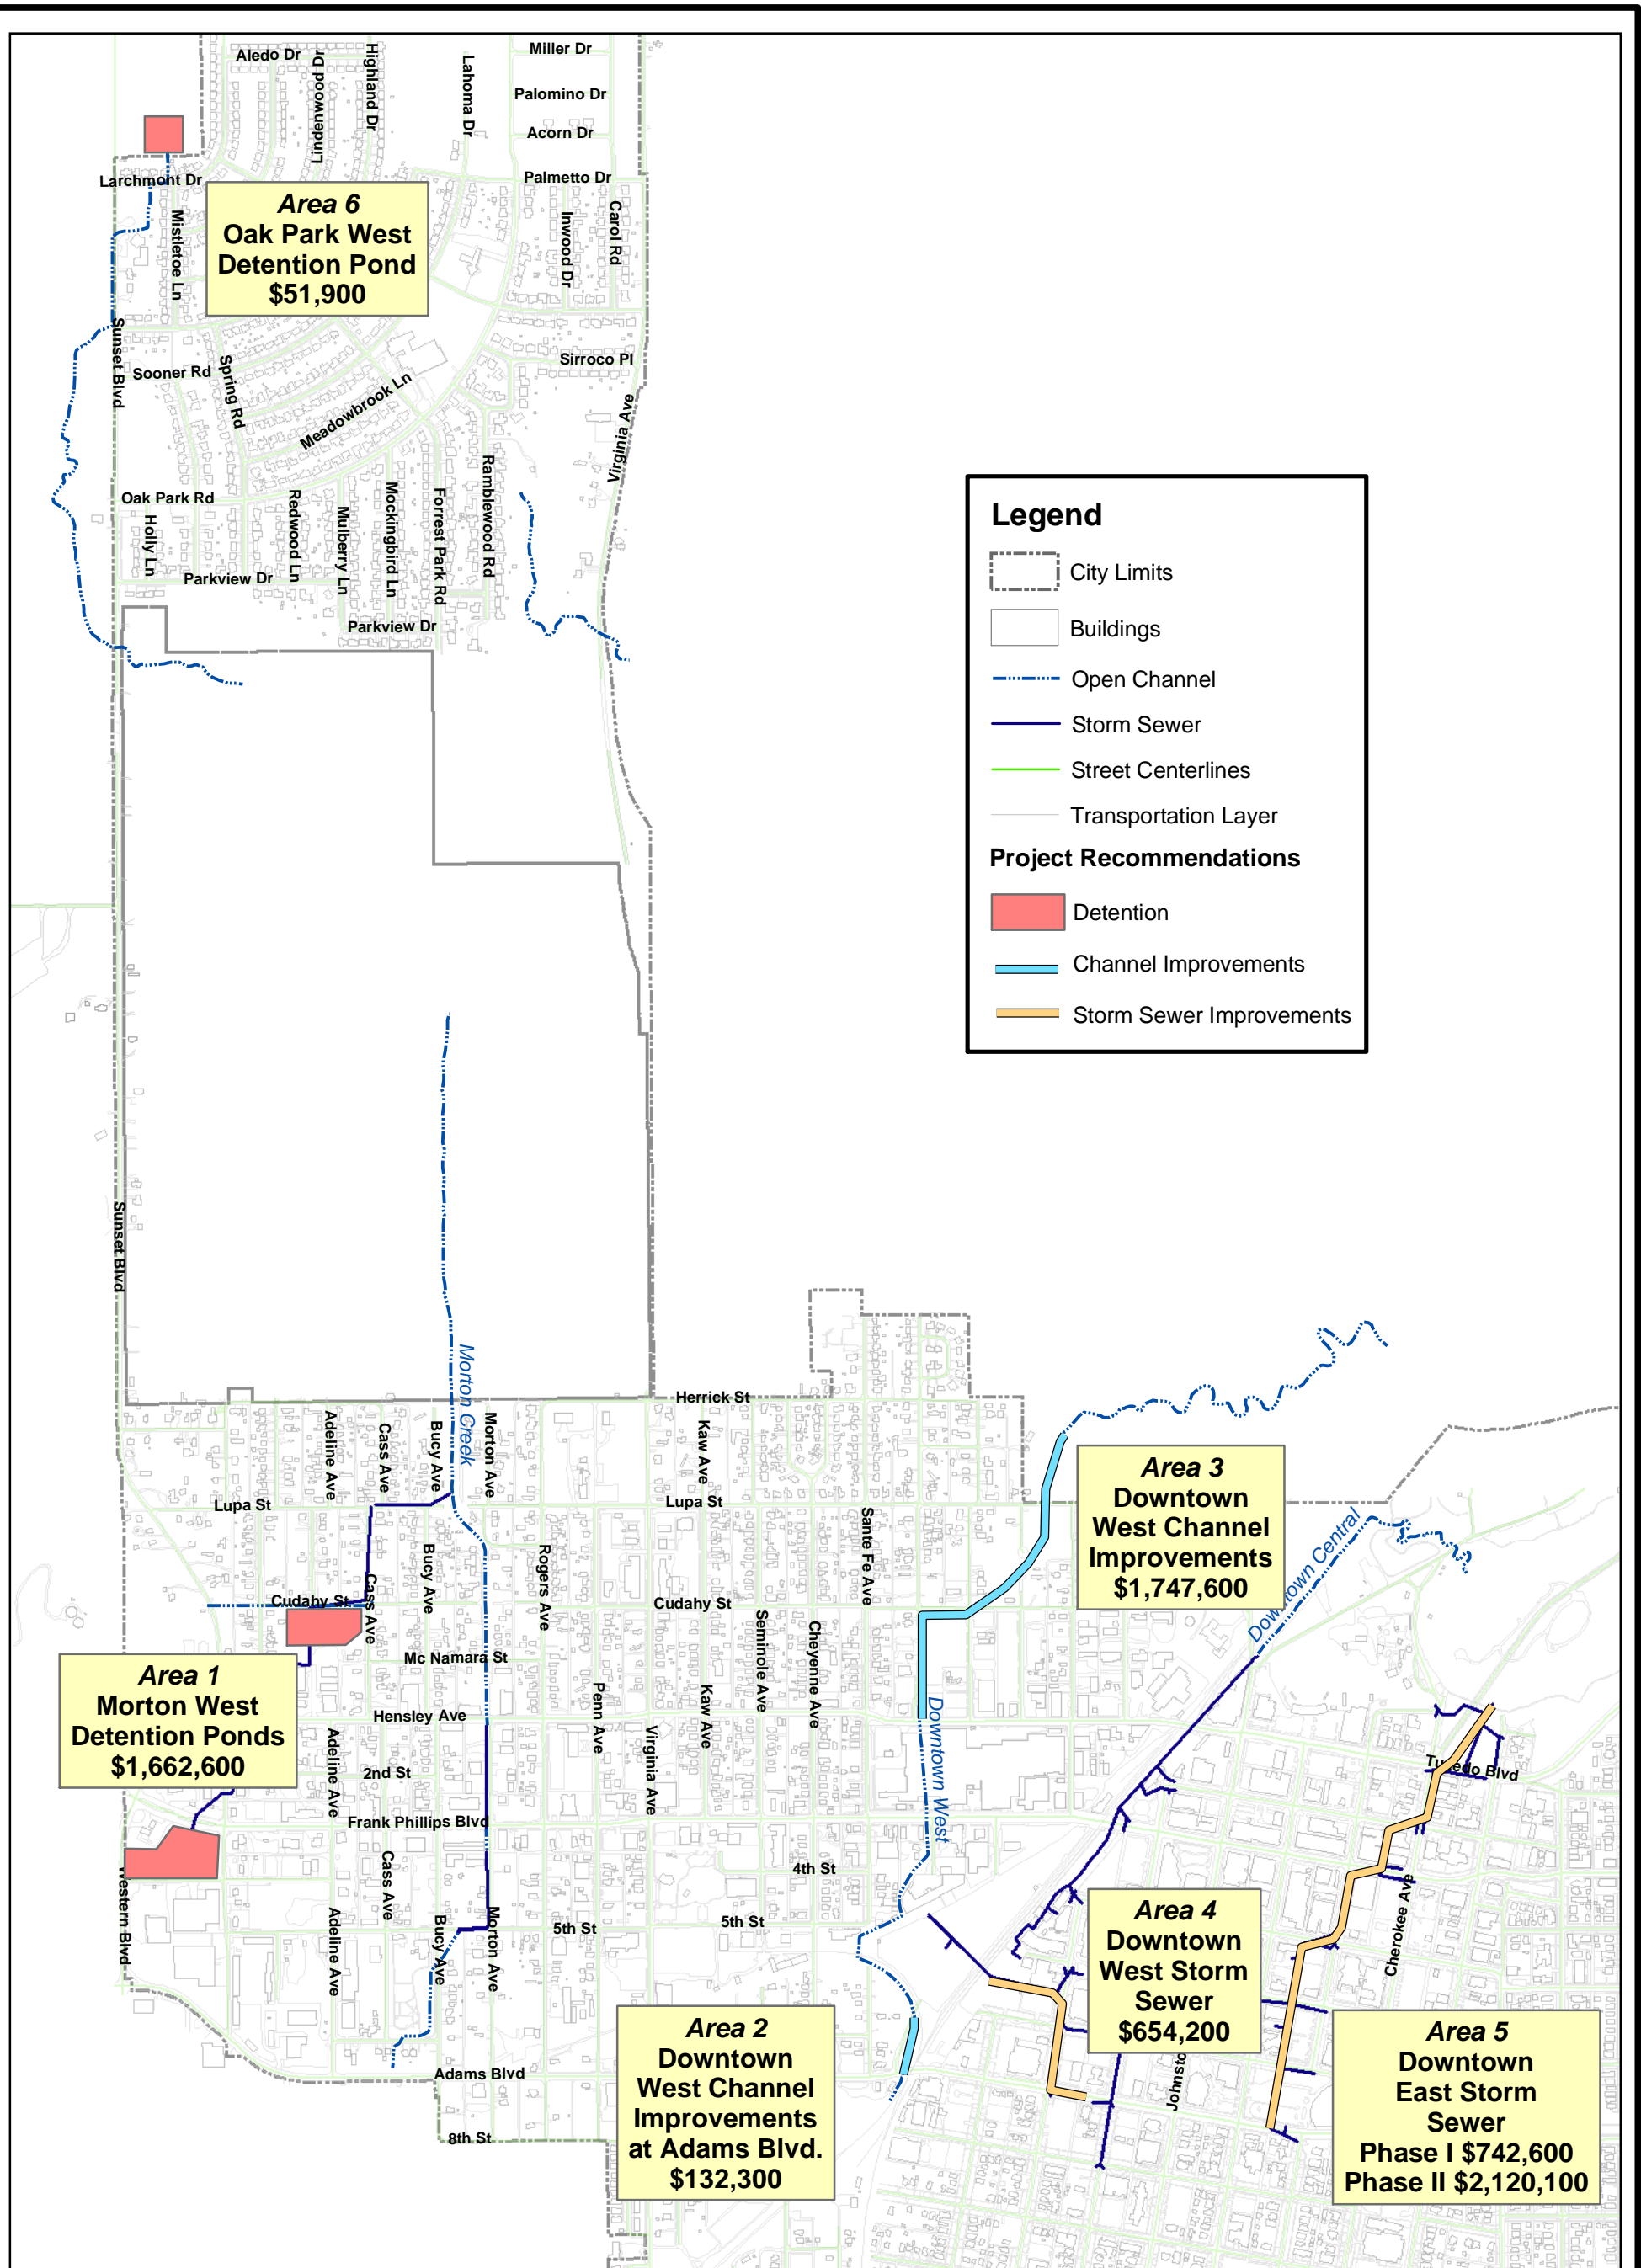 Aledo Dr
Lindenwood Dr
Highland Dr
Lahoma Dr
Miller Dr
Palomino Dr
Acorn Dr
Palmetto Dr
Larchmont Dr
Mistletoe Ln
Area 6
Oak Park West
Detention Pond
$51,900
Inwood Dr
Carol Rd
Sunset Blvd
Sooner Rd
Spring Rd
Meadowbrook Ln
Sirroco Pl
Virginia Ave
Oak Park Rd
Holly Ln
Redwood Ln
Mulberry Ln
Mockingbird Ln
Forrest Park Rd
Ramblewood Rd
Parkview Dr
Parkview Dr
Legend
City Limits
Buildings
Open Channel
Storm Sewer
Street Centerlines
Transportation Layer
Project Recommendations
Detention
Channel Improvements
Storm Sewer Improvements
Sunset Blvd
Morton Creek
Herrick St
Adeline Ave
Cass Ave
Bucy Ave
Morton Ave
Kaw Ave
Lupa St
Lupa St
Sante Fe Ave
Area 3
Downtown
West Channel
Improvements
$1,747,600
Downtown Central
Bucy Ave
Rogers Ave
Cass Ave
Cudahy St
Cudahy St
Seminole Ave
Cheyenne Ave
Mc Namara St
Area 1
Morton West
Detention Ponds
$1,662,600
Penn Ave
Kaw Ave
Virginia Ave
Downtown West
Hensley Ave
Adeline Ave
2nd St
Frank Phillips Blvd
Tuxedo Blvd
Western Blvd
Cass Ave
4th St
Adeline Ave
Bucy Ave
Morton Ave
5th St
5th St
Cherokee Ave
Area 4
Downtown
West Storm
Sewer
$654,200
Area 2
Downtown
West Channel
Improvements
at Adams Blvd.
$132,300
Area 5
Downtown
East Storm
Sewer
Phase I $742,600
Phase II $2,120,100
Adams Blvd
8th St